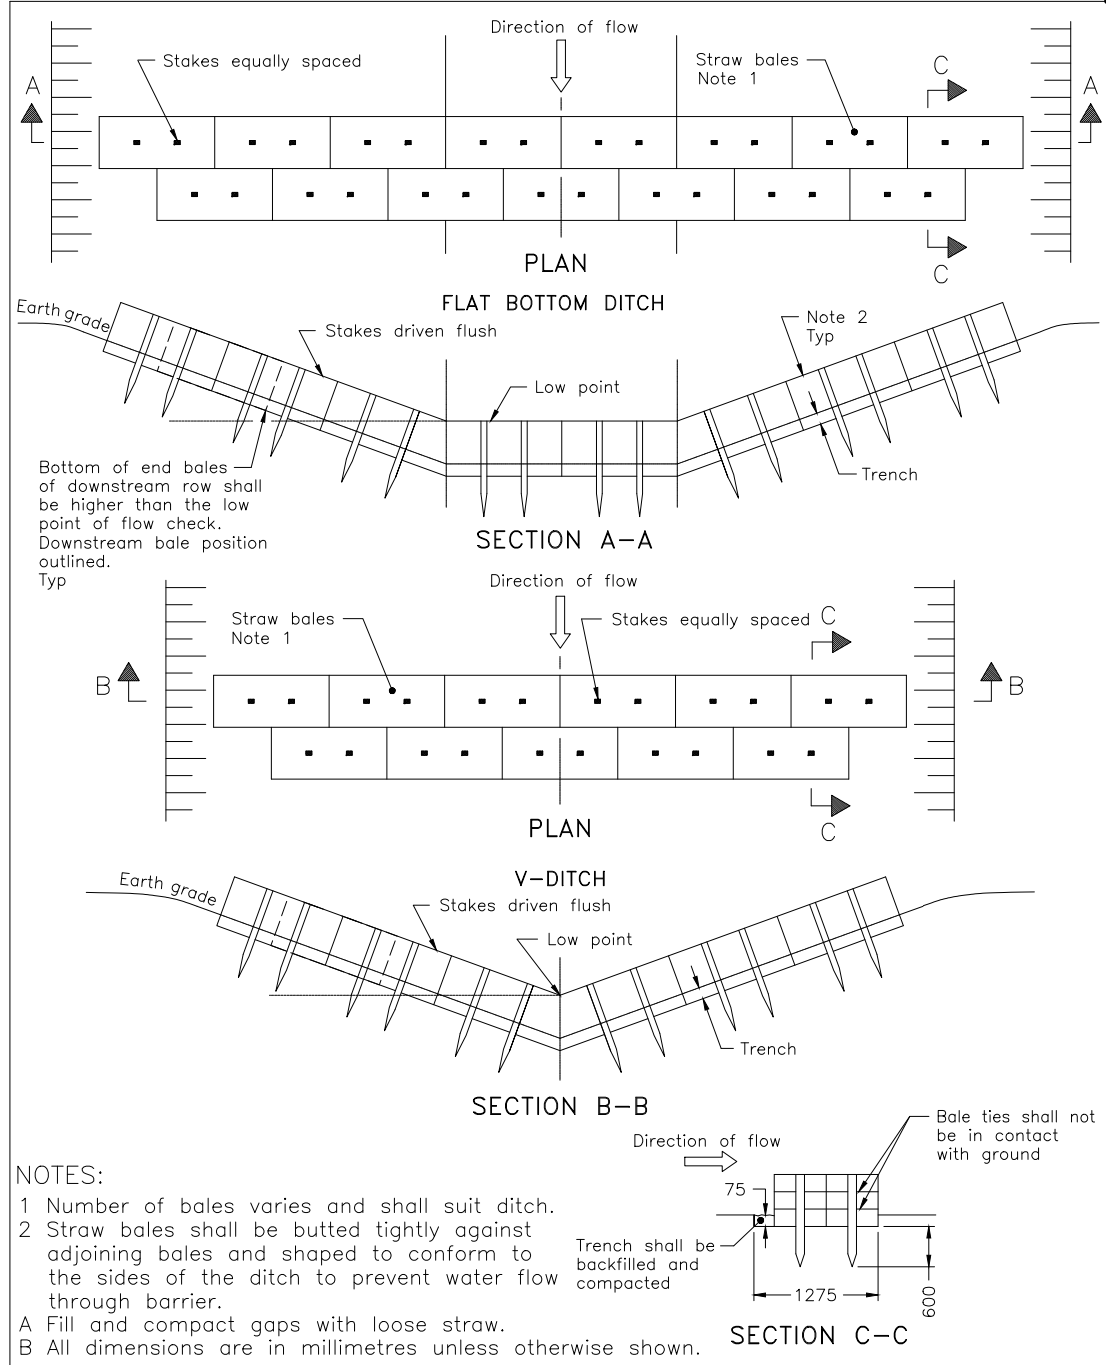 Direction of flow
Stakes equally spaced
Straw bales
Note 1
C
A
A
C
PLAN
FLAT BOTTOM DITCH
Earth grade
Stakes driven flush
Note 2
Typ
Low point
Trench
Bottom of end bales
of downstream row shall
be higher than the low
point of flow check.
Downstream bale position
outlined.
Typ
SECTION A-A
Direction of flow
Straw bales
Note 1
Stakes equally spaced
C
B
B
C
PLAN
V-DITCH
Earth grade
Stakes driven flush
Low point
Trench
SECTION B-B
Direction of flow
Bale ties shall not
be in contact
with ground
75
Trench shall be
backfilled and
compacted
1275
600
SECTION C-C
NOTES:
1 Number of bales varies and shall suit ditch.
2 Straw bales shall be butted tightly against
adjoining bales and shaped to conform to
the sides of the ditch to prevent water flow
through barrier.
A Fill and compact gaps with loose straw.
B All dimensions are in millimetres unless otherwise shown.